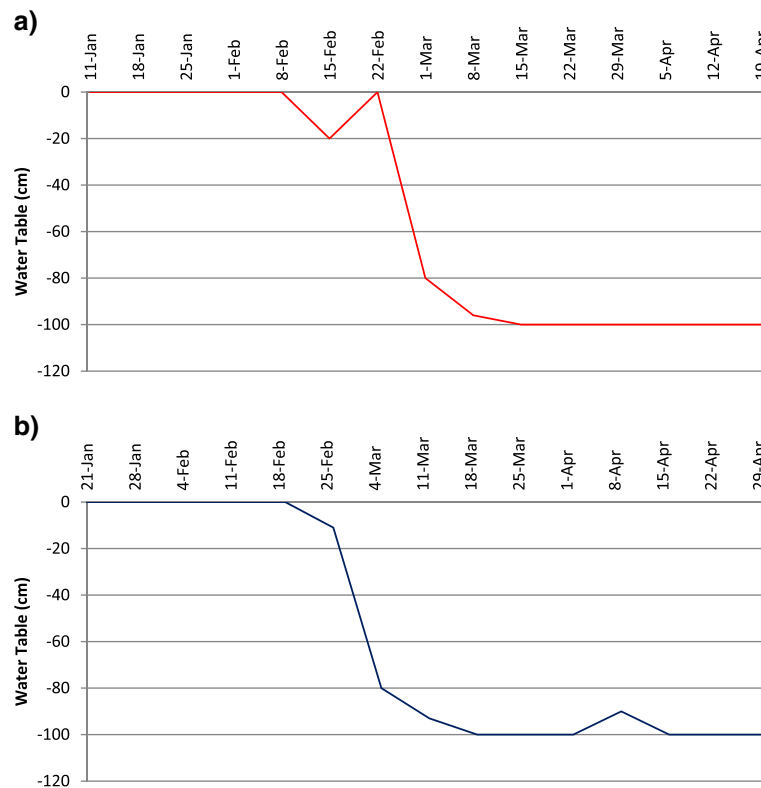 a)
11-Jan
18-Jan
25-Jan
1-Feb
8-Feb
15-Feb
22-Feb
1-Mar
8-Mar
15-Mar
22-Mar
29-Mar
5-Apr
12-Apr
19-Apr
0
-20
-40
-60
-80
-100
-120
Water Table (cm)
b)
21-Jan
28-Jan
4-Feb
11-Feb
18-Feb
25-Feb
4-Mar
11-Mar
18-Mar
25-Mar
1-Apr
8-Apr
15-Apr
22-Apr
29-Apr
0
-20
-40
-60
-80
-100
-120
Water Table (cm)